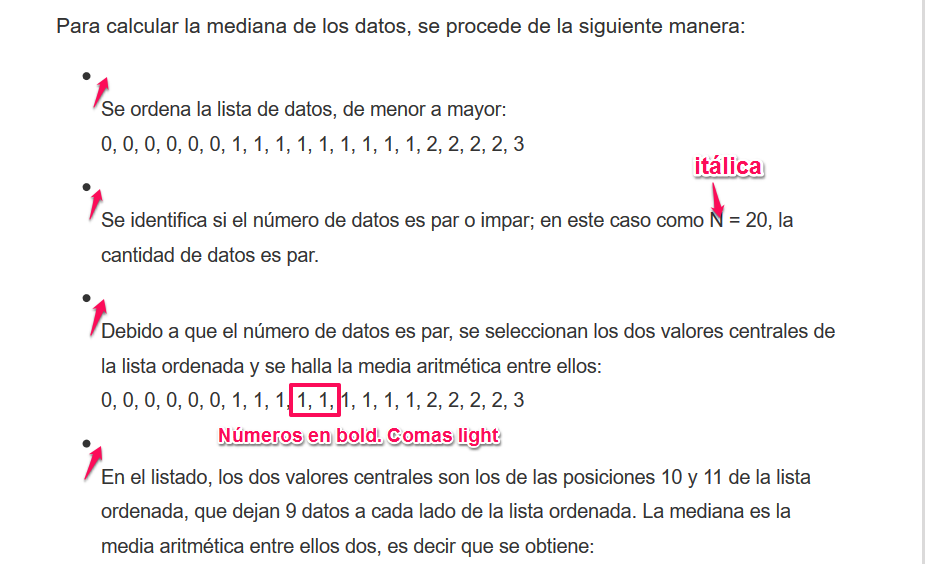 Para calcular la mediana de los datos, se procede de la siguiente manera:
Se ordena la lista de datos, de menor a mayor:
0, 0, 0, 0, 0, 0, 1, 1, 1, 1, 1, 1, 1, 1, 1, 2, 2, 2, 2, 3
itálica
Se identifica si el número de datos es par o impar; en este caso como N = 20, la
cantidad de datos es par.
Debido a que el número de datos es par, se seleccionan los dos valores centrales de
la lista ordenada y se halla la media aritmética entre ellos:
0, 0, 0, 0, 0, 0, 1, 1, 1, 1, 1, 1, 1, 1, 1, 2, 2, 2, 2, 3
Números en bold. Comas light
En el listado, los dos valores centrales son los de las posiciones 10 y 11 de la lista
ordenada, que dejan 9 datos a cada lado de la lista ordenada. La mediana es la
media aritmética entre ellos dos, es decir que se obtiene: